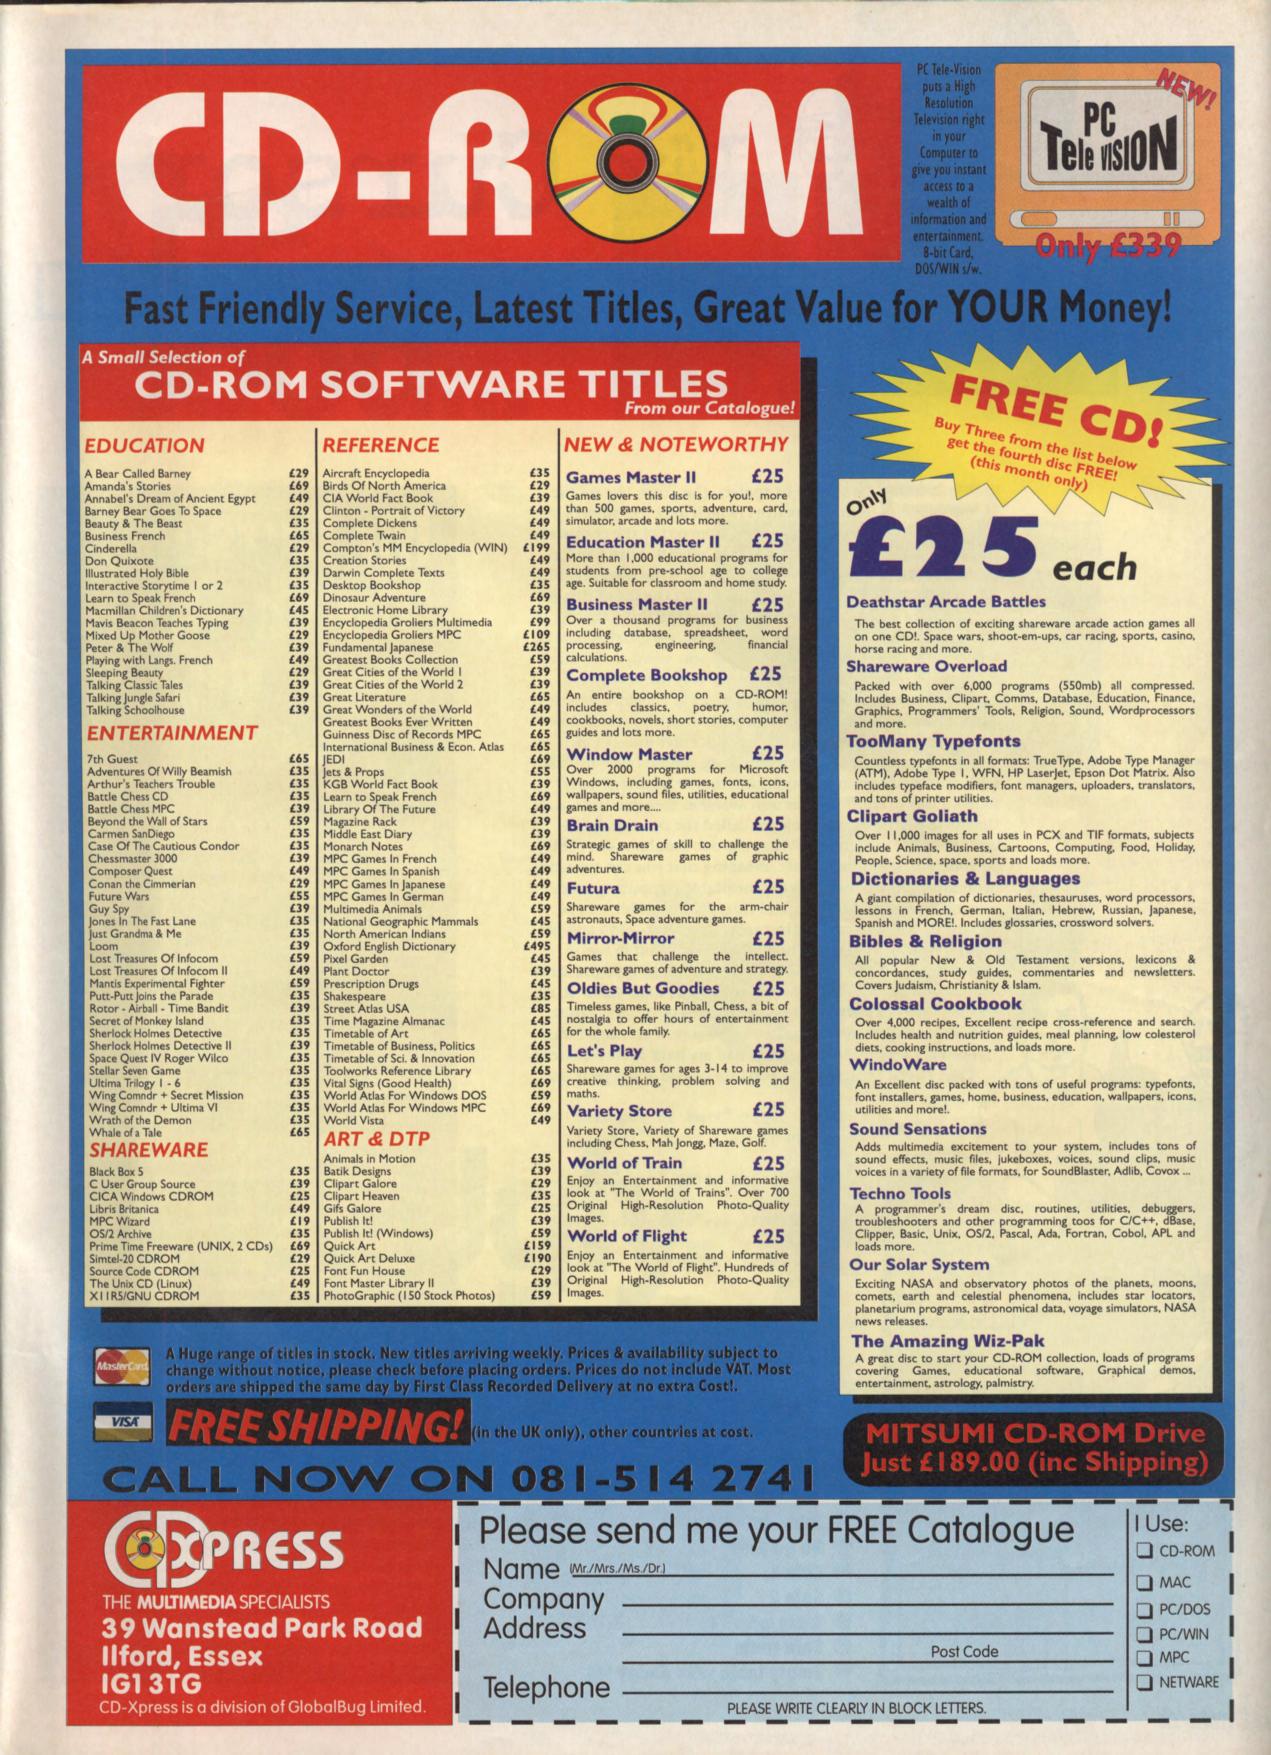 CD-ROM
PC Tele-Vision
puts a High
Resolution
Television right
in your
Computer to
give you instant
access to a
wealth of
information and
entertainment.
8-bit Card,
DOS/WIN s/w.
NEW!
PC
Tele VISION
Only £339
Fast Friendly Service, Latest Titles, Great Value for YOUR Money!
A Small Selection of
CD-ROM SOFTWARE TITLES
From our Catalogue!
EDUCATION
A Bear Called Barney £29
Amanda's Stories £69
Annabel's Dream of Ancient Egypt £49
Barney Bear Goes To Space £29
Beauty & The Beast £35
Business French £65
Cinderella £29
Don Quixote £35
Illustrated Holy Bible £39
Interactive Storytime 1 or 2 £35
Learn to Speak French £69
Macmillan Children's Dictionary £45
Mavis Beacon Teaches Typing £39
Mixed Up Mother Goose £29
Peter & The Wolf £39
Playing with Langs. French £49
Sleeping Beauty £29
Talking Classic Tales £39
Talking Jungle Safari £39
Talking Schoolhouse £39
ENTERTAINMENT
7th Guest £65
Adventures Of Willy Beamish £35
Arthur's Teachers Trouble £35
Battle Chess CD £35
Battle Chess MPC £39
Beyond the Wall of Stars £59
Carmen SanDiego £35
Case Of The Cautious Condor £35
Chessmaster 3000 £39
Composer Quest £49
Conan the Cimmerian £29
Future Wars £55
Guy Spy £39
Jones In The Fast Lane £35
Just Grandma & Me £35
Loom £39
Lost Treasures Of Infocom £59
Lost Treasures Of Infocom II £49
Mantis Experimental Fighter £59
Putt-Putt Joins the Parade £35
Rotor - Airball - Time Bandit £39
Secret of Monkey Island £35
Sherlock Holmes Detective £35
Sherlock Holmes Detective II £39
Space Quest IV Roger Wilco £35
Stellar Seven Game £35
Ultima Trilogy 1 - 6 £35
Wing Comndr + Secret Mission £35
Wing Comndr + Ultima VI £35
Wrath of the Demon £35
Whale of a Tale £65
SHAREWARE
Black Box 5 £35
C User Group Source £39
CICA Windows CDROM £25
Libris Britanica £49
MPC Wizard £19
OS/2 Archive £35
Prime Time Freeware (UNIX, 2 CDs) £69
Simtel-20 CDROM £29
Source Code CDROM £25
The Unix CD (Linux) £49
X11R5/GNU CDROM £35
REFERENCE
Aircraft Encyclopedia £35
Birds Of North America £29
CIA World Fact Book £39
Clinton - Portrait of Victory £49
Complete Dickens £49
Complete Twain £49
Compton's MM Encyclopedia (WIN) £199
Creation Stories £49
Darwin Complete Texts £49
Desktop Bookshop £35
Dinosaur Adventure £69
Electronic Home Library £39
Encyclopedia Groliers Multimedia £99
Encyclopedia Groliers MPC £109
Fundamental Japanese £265
Greatest Books Collection £59
Great Cities of the World 1 £39
Great Cities of the World 2 £39
Great Literature £65
Great Wonders of the World £49
Greatest Books Ever Written £49
Guinness Disc of Records MPC £65
International Business & Econ. Atlas £65
JEDI £69
Jets & Props £55
KGB World Fact Book £39
Learn to Speak French £69
Library Of The Future £49
Magazine Rack £39
Middle East Diary £39
Monarch Notes £69
MPC Games In French £49
MPC Games In Spanish £49
MPC Games In Japanese £49
MPC Games In German £49
Multimedia Animals £59
National Geographic Mammals £45
North American Indians £59
Oxford English Dictionary £495
Pixel Garden £45
Plant Doctor £39
Prescription Drugs £45
Shakespeare £35
Street Atlas USA £85
Time Magazine Almanac £45
Timetable of Art £65
Timetable of Business, Politics £65
Timetable of Sci. & Innovation £65
Toolworks Reference Library £65
Vital Signs (Good Health) £69
World Atlas For Windows DOS £59
World Atlas For Windows MPC £69
World Vista £49
ART & DTP
Animals in Motion £35
Batik Designs £39
Clipart Galore £29
Clipart Heaven £35
Gifs Galore £25
Publish It! £39
Publish It! (Windows) £59
Quick Art £159
Quick Art Deluxe £190
Font Fun House £29
Font Master Library II £39
PhotoGraphic (150 Stock Photos) £59
NEW & NOTEWORTHY
Games Master II £25
Games lovers this disc is for you!, more
than 500 games, sports, adventure, card,
simulator, arcade and lots more.
Education Master II £25
More than 1,000 educational programs for
students from pre-school age to college
age. Suitable for classroom and home study.
Business Master II £25
Over a thousand programs for business
including database, spreadsheet, word
processing, engineering, financial
calculations.
Complete Bookshop £25
An entire bookshop on a CD-ROM!
includes classics, poetry, humor,
cookbooks, novels, short stories, computer
guides and lots more.
Window Master £25
Over 2000 programs for Microsoft
Windows, including games, fonts, icons,
wallpapers, sound files, utilities, educational
games and more....
Brain Drain £25
Strategic games of skill to challenge the
mind. Shareware games of graphic
adventures.
Futura £25
Shareware games for the arm-chair
astronauts, Space adventure games.
Mirror-Mirror £25
Games that challenge the intellect.
Shareware games of adventure and strategy.
Oldies But Goodies £25
Timeless games, like Pinball, Chess, a bit of
nostalgia to offer hours of entertainment
for the whole family.
Let's Play £25
Shareware games for ages 3-14 to improve
creative thinking, problem solving and
maths.
Variety Store £25
Variety Store, Variety of Shareware games
including Chess, Mah Jongg, Maze, Golf.
World of Train £25
Enjoy an Entertainment and informative
look at "The World of Trains". Over 700
Original High-Resolution Photo-Quality
Images.
World of Flight £25
Enjoy an Entertainment and informative
look at "The World of Flight". Hundreds of
Original High-Resolution Photo-Quality
Images.
FREE CD!
Buy Three from the list below
get the fourth disc FREE!
(this month only)
Only
£25 each
Deathstar Arcade Battles
The best collection of exciting shareware arcade action games all
on one CD!. Space wars, shoot-em-ups, car racing, sports, casino,
horse racing and more.
Shareware Overload
Packed with over 6,000 programs (550mb) all compressed.
Includes Business, Clipart, Comms, Database, Education, Finance,
Graphics, Programmers' Tools, Religion, Sound, Wordprocessors
and more.
TooMany Typefonts
Countless typefonts in all formats: TrueType, Adobe Type Manager
(ATM), Adobe Type 1, WFN, HP LaserJet, Epson Dot Matrix. Also
includes typeface modifiers, font managers, uploaders, translators,
and tons of printer utilities.
Clipart Goliath
Over 11,000 images for all uses in PCX and TIF formats, subjects
include Animals, Business, Cartoons, Computing, Food, Holiday,
People, Science, space, sports and loads more.
Dictionaries & Languages
A giant compilation of dictionaries, thesauruses, word processors,
lessons in French, German, Italian, Hebrew, Russian, Japanese,
Spanish and MORE!. Includes glossaries, crossword solvers.
Bibles & Religion
All popular New & Old Testament versions, lexicons &
concordances, study guides, commentaries and newsletters.
Covers Judaism, Christianity & Islam.
Colossal Cookbook
Over 4,000 recipes, Excellent recipe cross-reference and search.
Includes health and nutrition guides, meal planning, low colesterol
diets, cooking instructions, and loads more.
WindoWare
An Excellent disc packed with tons of useful programs: typefonts,
font installers, games, home, business, education, wallpapers, icons,
utilities and more!.
Sound Sensations
Adds multimedia excitement to your system, includes tons of
sound effects, music files, jukeboxes, voices, sound clips, music
voices in a variety of file formats, for SoundBlaster, Adlib, Covox ...
Techno Tools
A programmer's dream disc, routines, utilities, debuggers,
troubleshooters and other programming toos for C/C++, dBase,
Clipper, Basic, Unix, OS/2, Pascal, Ada, Fortran, Cobol, APL and
loads more.
Our Solar System
Exciting NASA and observatory photos of the planets, moons,
comets, earth and celestial phenomena, includes star locators,
planetarium programs, astronomical data, voyage simulators, NASA
news releases.
The Amazing Wiz-Pak
A great disc to start your CD-ROM collection, loads of programs
covering Games, educational software, Graphical demos,
entertainment, astrology, palmistry.
MasterCard
A Huge range of titles in stock. New titles arriving weekly. Prices & availability subject to
change without notice, please check before placing orders. Prices do not include VAT. Most
orders are shipped the same day by First Class Recorded Delivery at no extra Cost!.
VISA
FREE SHIPPING! (in the UK only), other countries at cost.
MITSUMI CD-ROM Drive
Just £189.00 (inc Shipping)
CALL NOW ON 081-514 2741
CD XPRESS
THE MULTIMEDIA SPECIALISTS
39 Wanstead Park Road
Ilford, Essex
IG1 3TG
CD-Xpress is a division of GlobalBug Limited.
Please send me your FREE Catalogue
Name (Mr./Mrs./Ms./Dr.)
Company
Address
Post Code
Telephone
PLEASE WRITE CLEARLY IN BLOCK LETTERS.
I Use:
CD-ROM
MAC
PC/DOS
PC/WIN
MPC
NETWARE